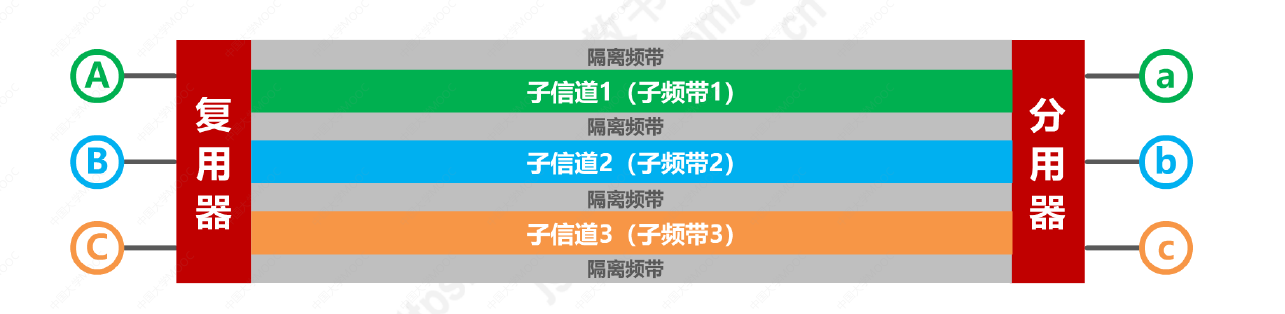 隔离频带
A
复用器
子信道1（子频带1）
分用器
a
隔离频带
B
子信道2（子频带2）
b
隔离频带
C
子信道3（子频带3）
c
隔离频带